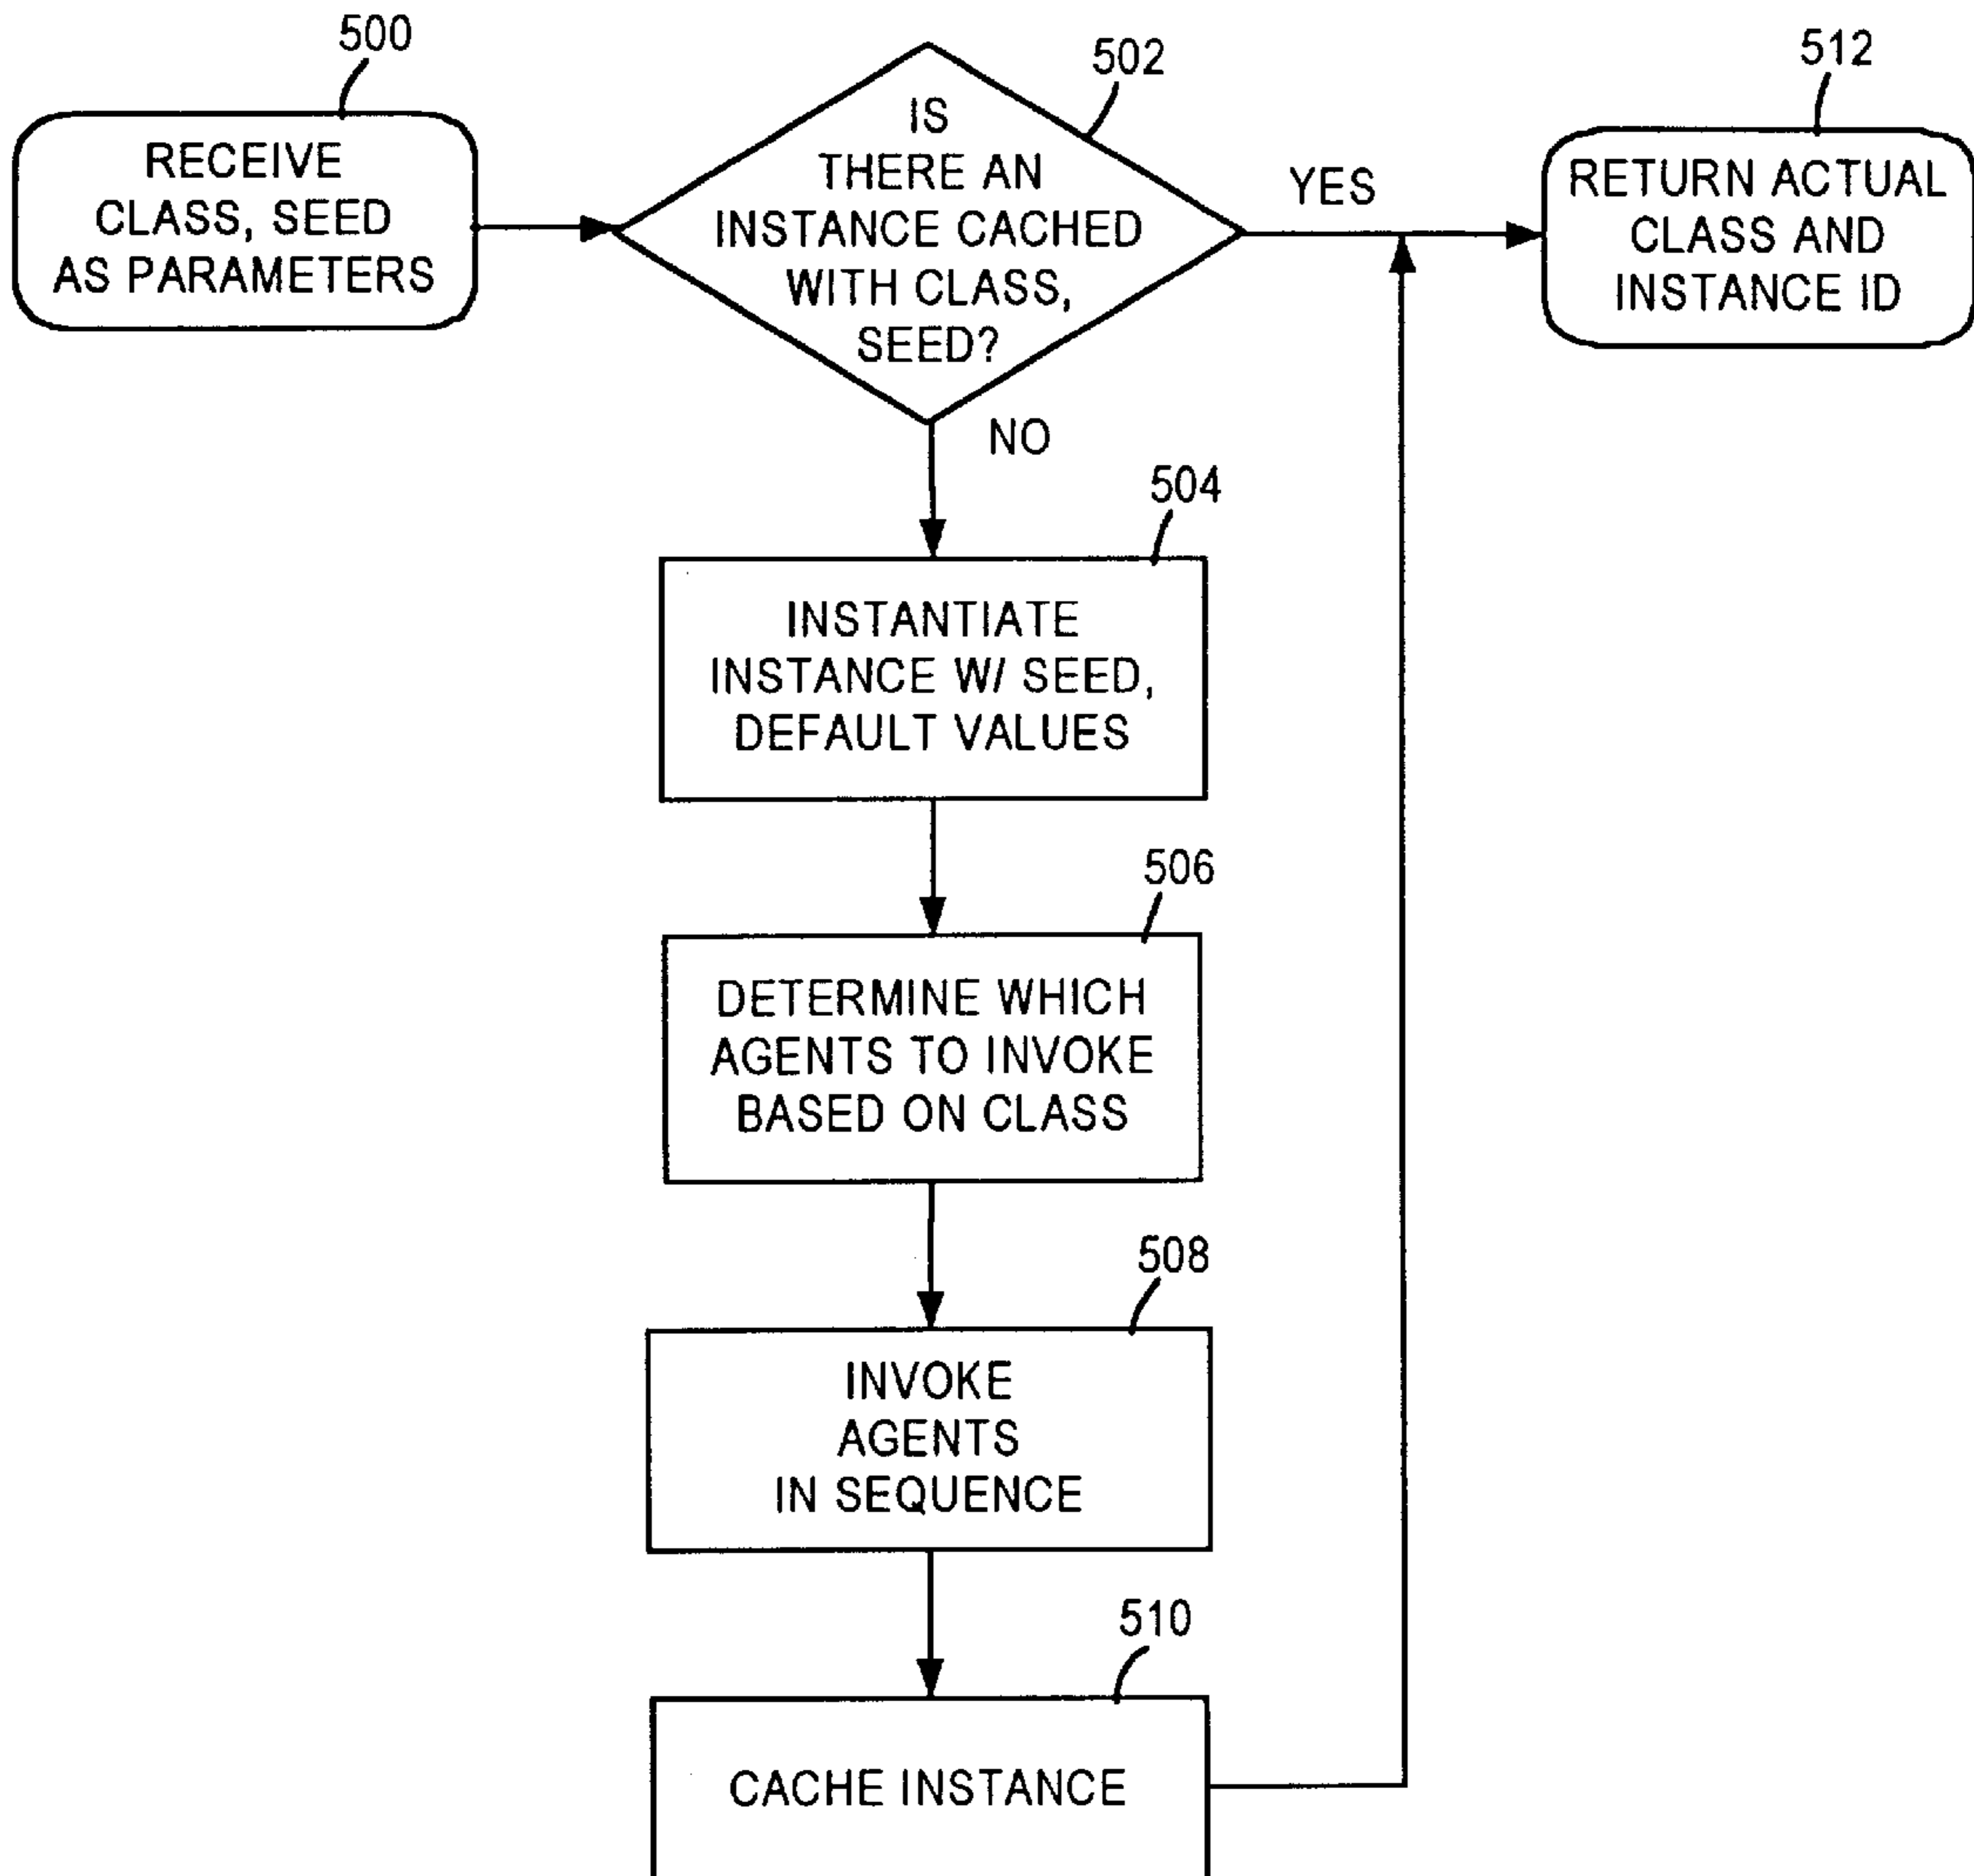 500
RECEIVE
CLASS, SEED
AS PARAMETERS
502
IS
THERE AN
INSTANCE CACHED
WITH CLASS,
SEED?
YES
512
RETURN ACTUAL
CLASS AND
INSTANCE ID
NO
504
INSTANTIATE
INSTANCE W/ SEED,
DEFAULT VALUES
506
DETERMINE WHICH
AGENTS TO INVOKE
BASED ON CLASS
508
INVOKE
AGENTS
IN SEQUENCE
510
CACHE INSTANCE